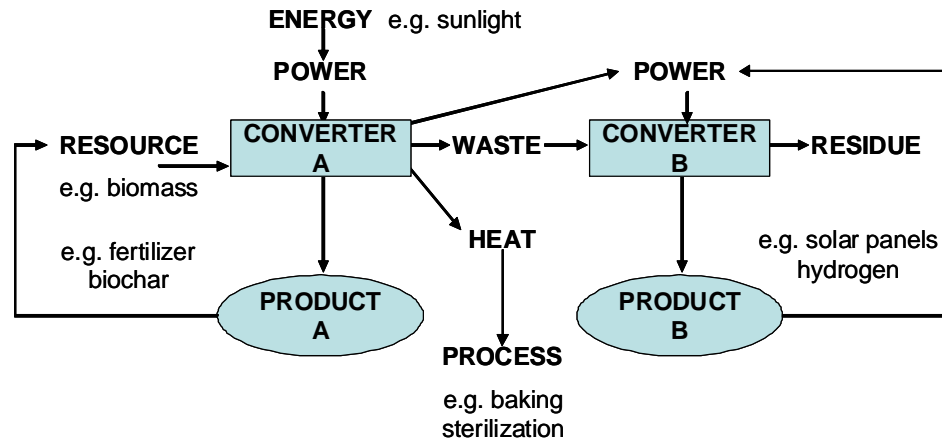 ENERGY e.g. sunlight
POWER
POWER
RESOURCE
e.g. biomass
CONVERTER
A
WASTE
CONVERTER
B
RESIDUE
e.g. fertilizer
biochar
HEAT
e.g. solar panels
hydrogen
PRODUCT
A
PRODUCT
B
PROCESS
e.g. baking
sterilization